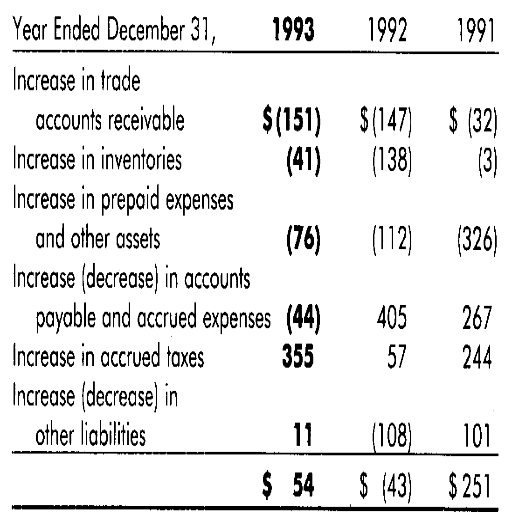 Year Ended December 31, 1993 1992 1991
Increase in trade
accounts receivable $(151) $(147) $ (32)
Increase in inventories (41) (138) (3)
Increase in prepaid expenses
and other assets (76) (112) (326)
Increase (decrease) in accounts
payable and accrued expenses (44) 405 267
Increase in accrued taxes 355 57 244
Increase (decrease) in
other liabilities 11 (108) 101
$ 54 $ (43) $251